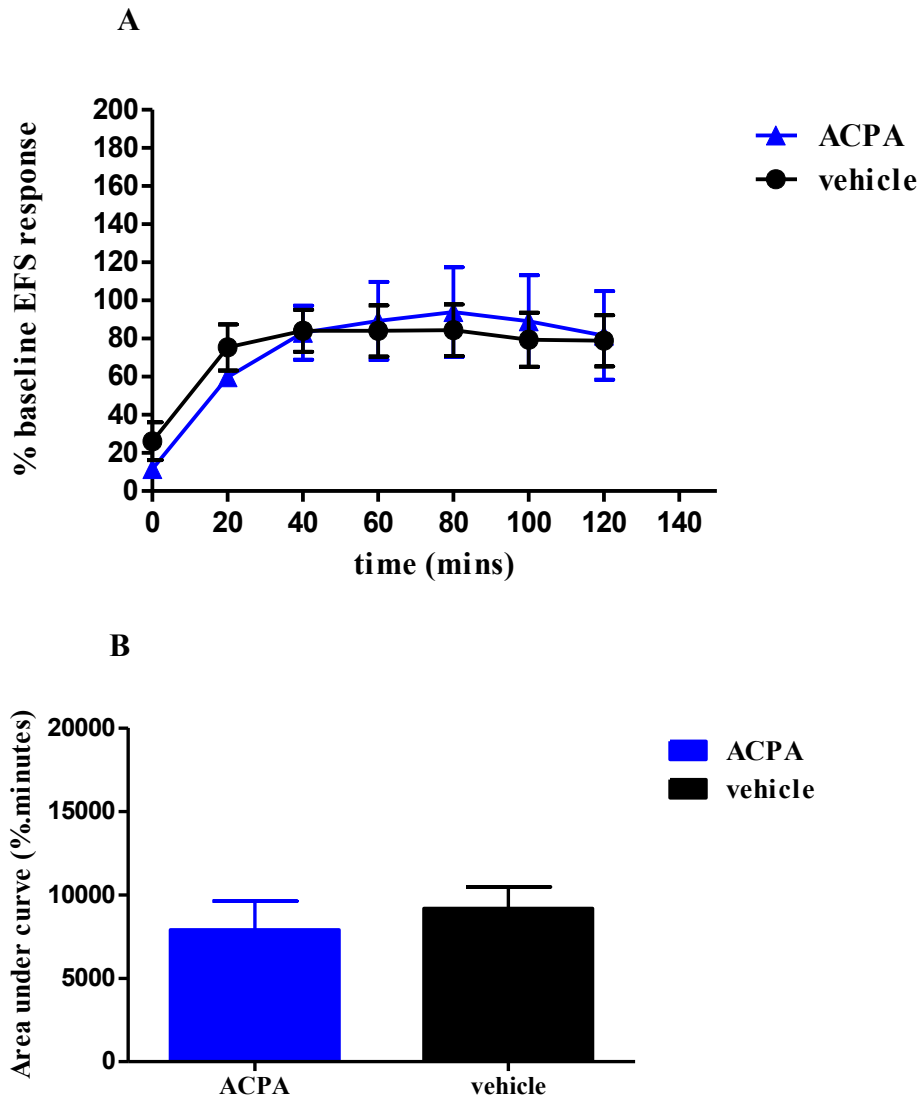 A
% baseline EFS response
200
180
160
140
120
100
80
60
40
20
0
0 20 40 60 80 100 120 140
time (mins)
ACPA
vehicle
B
Area under curve (%.minutes)
20000
15000
10000
5000
0
ACPA vehicle
ACPA
vehicle